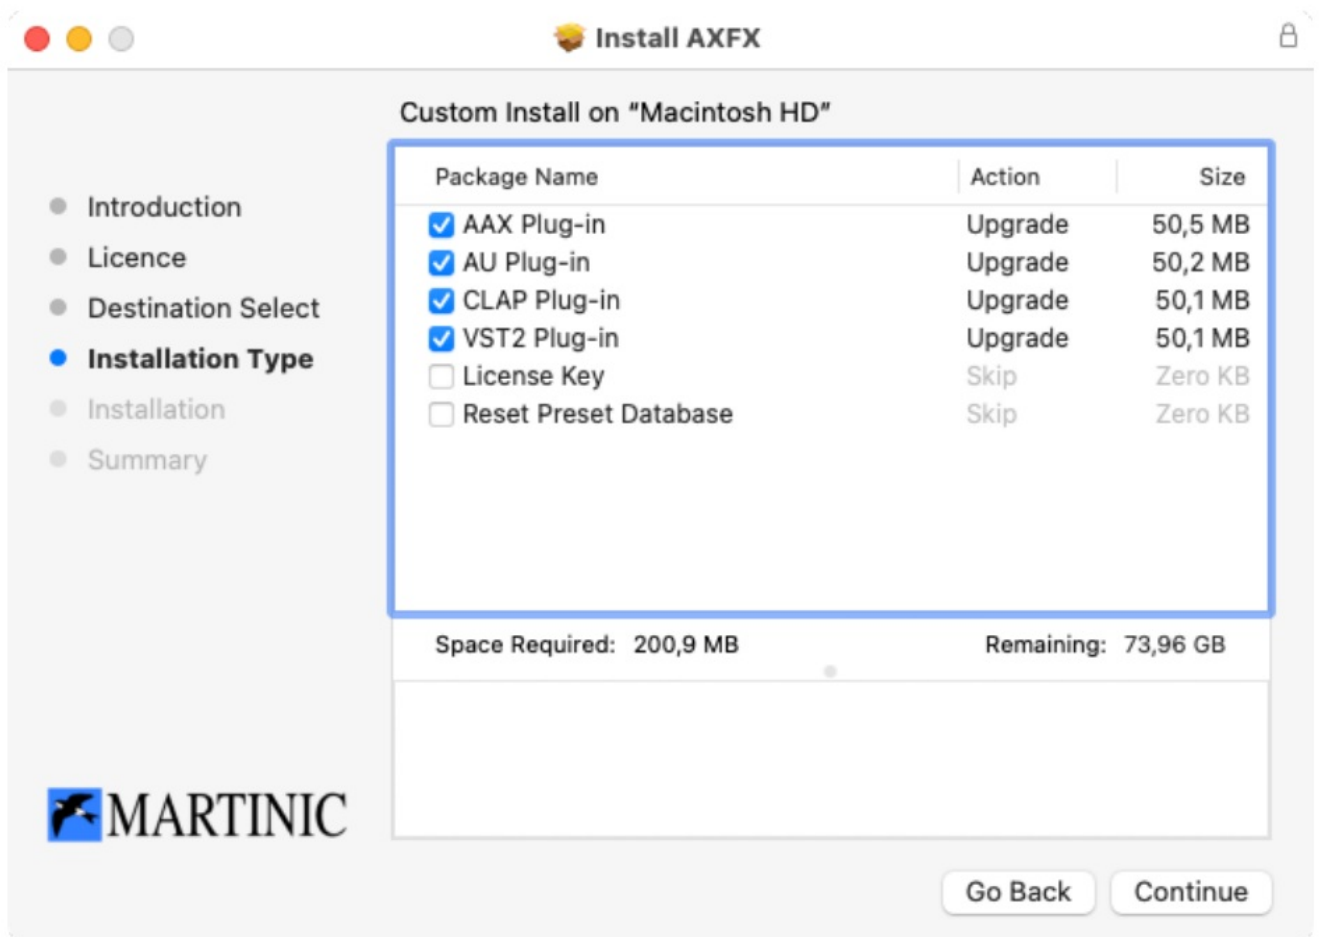 Install AXFX
Custom Install on “Macintosh HD”
Introduction
Licence
Destination Select
Installation Type
Installation
Summary
Package Name Action Size
AAX Plug-in Upgrade 50,5 MB
AU Plug-in Upgrade 50,2 MB
CLAP Plug-in Upgrade 50,1 MB
VST2 Plug-in Upgrade 50,1 MB
License Key Skip Zero KB
Reset Preset Database Skip Zero KB
Space Required: 200,9 MB Remaining: 73,96 GB
MARTINIC
Go Back Continue